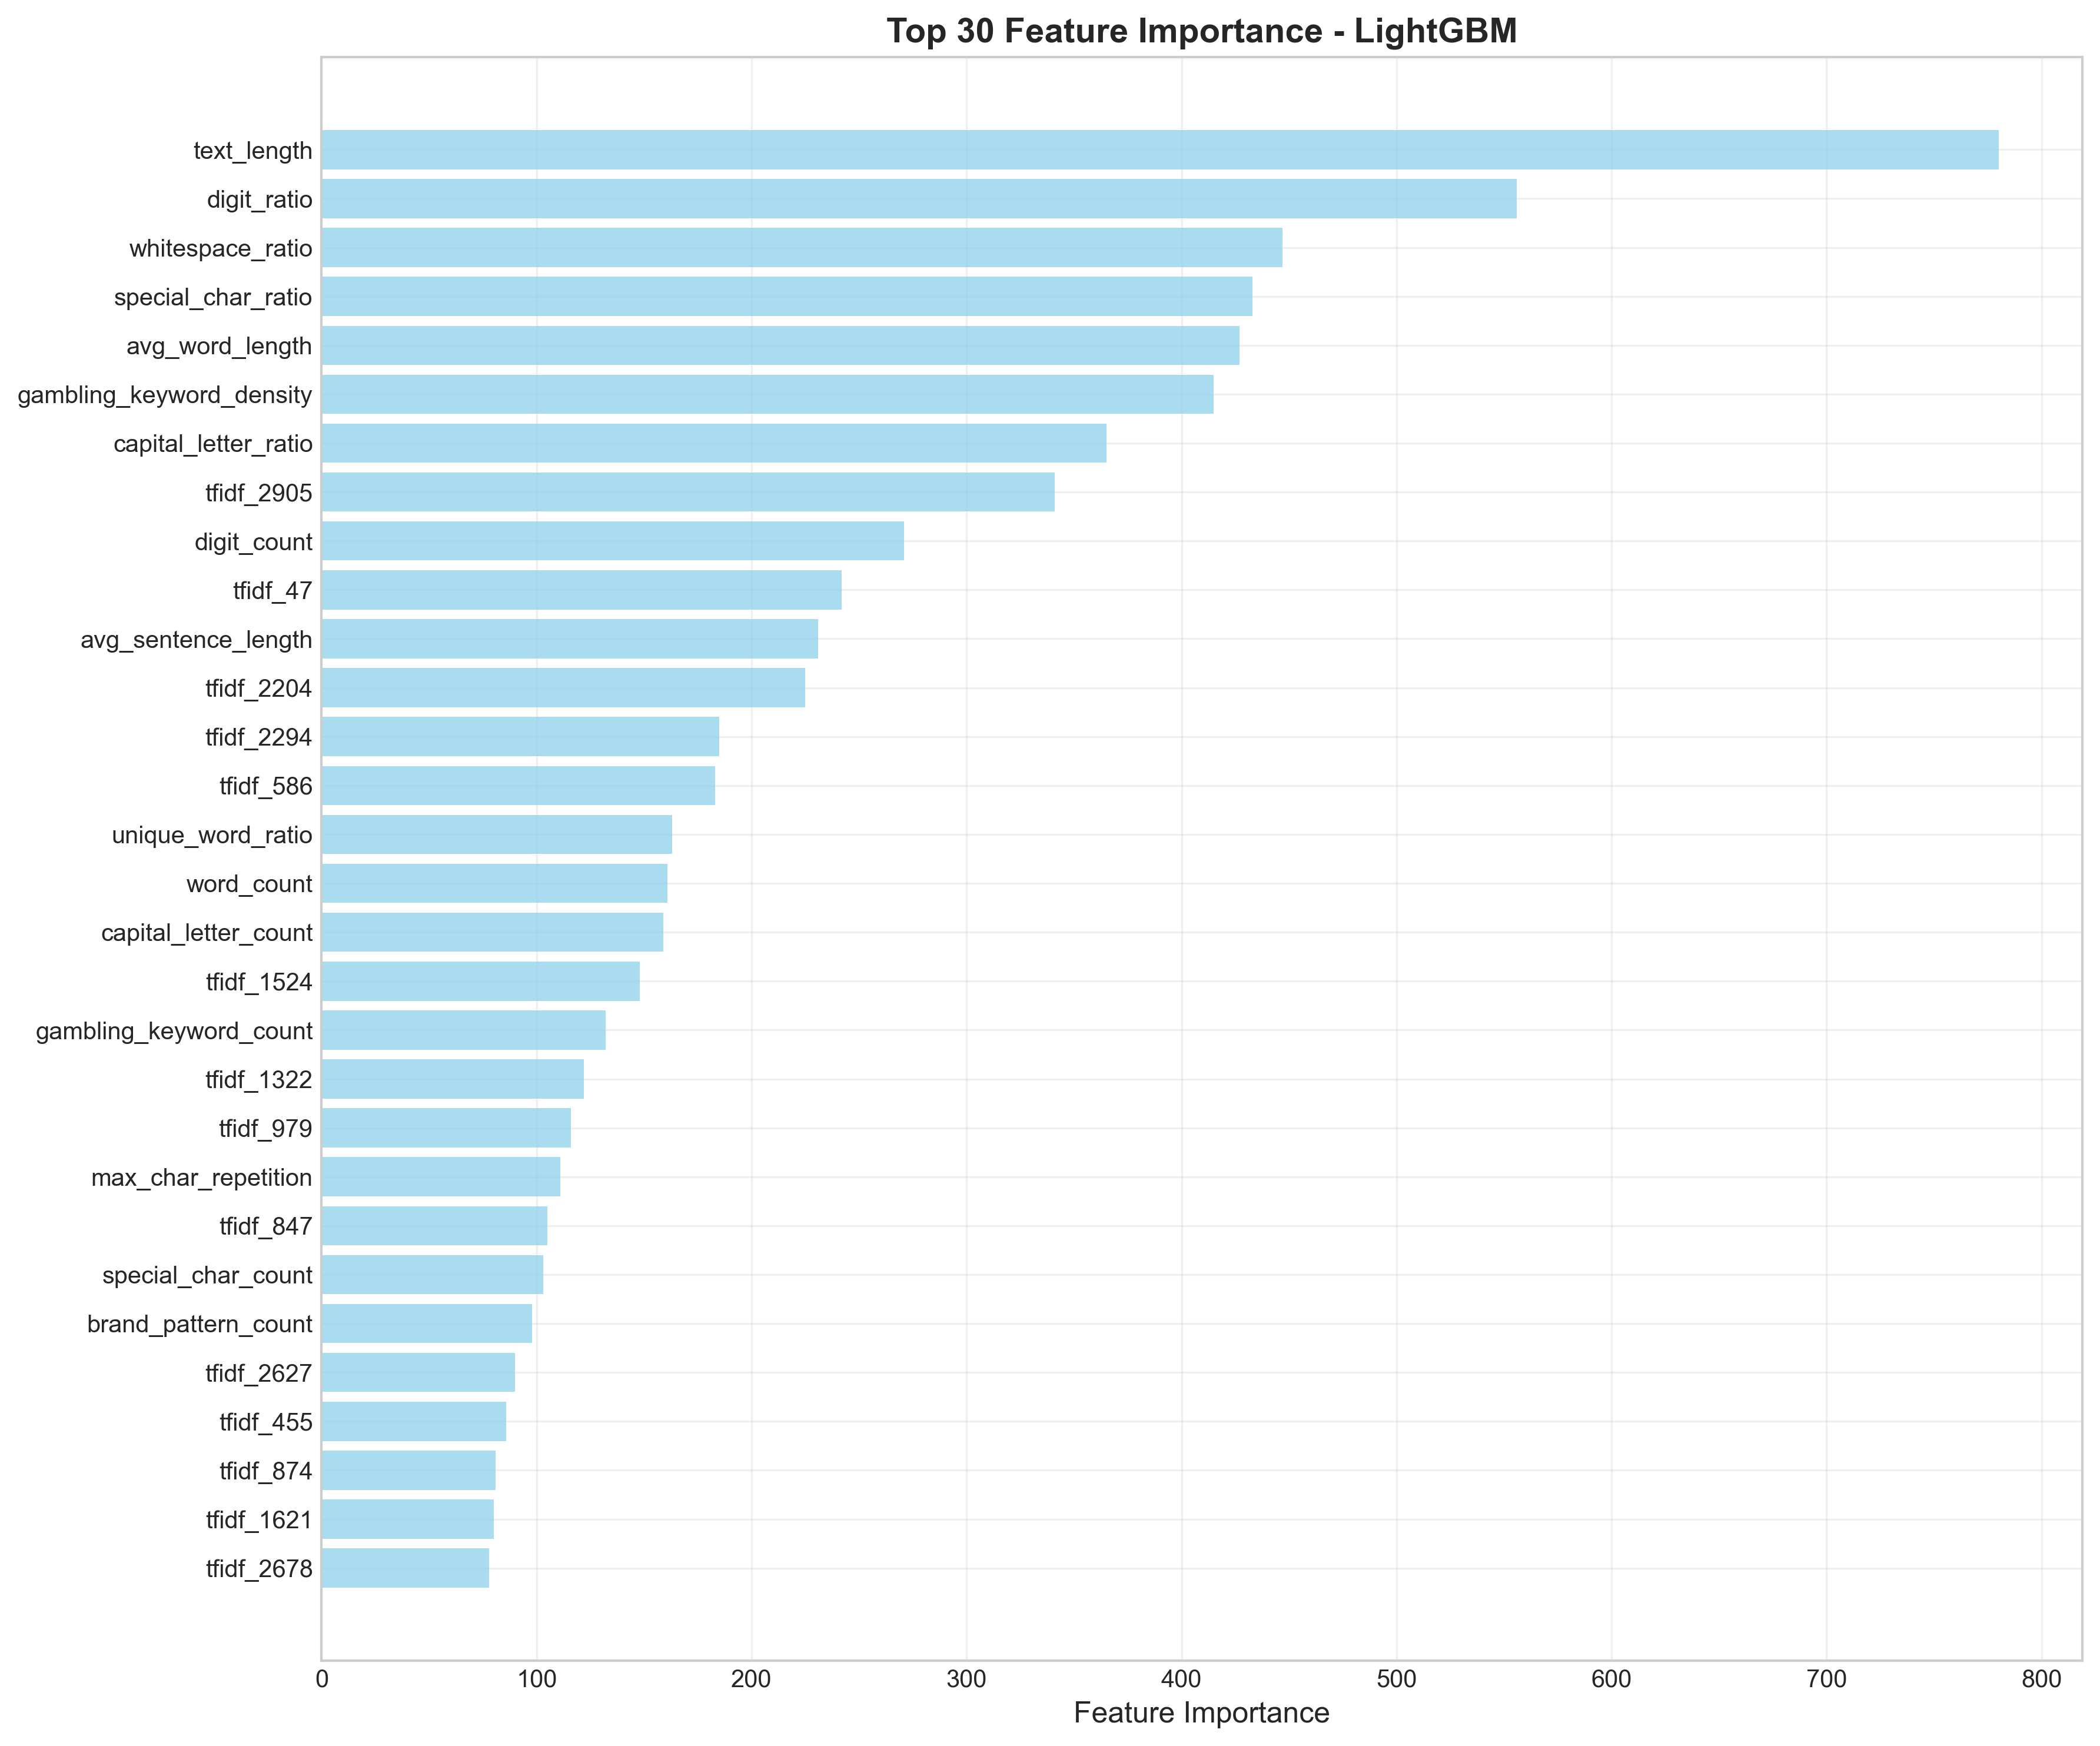 Top 30 Feature Importance - LightGBM
text_length
digit_ratio
whitespace_ratio
special_char_ratio
avg_word_length
gambling_keyword_density
capital_letter_ratio
tfidf_2905
digit_count
tfidf_47
avg_sentence_length
tfidf_2204
tfidf_2294
tfidf_586
unique_word_ratio
word_count
capital_letter_count
tfidf_1524
gambling_keyword_count
tfidf_1322
tfidf_979
max_char_repetition
tfidf_847
special_char_count
brand_pattern_count
tfidf_2627
tfidf_455
tfidf_874
tfidf_1621
tfidf_2678
0 100 200 300 400 500 600 700 800
Feature Importance